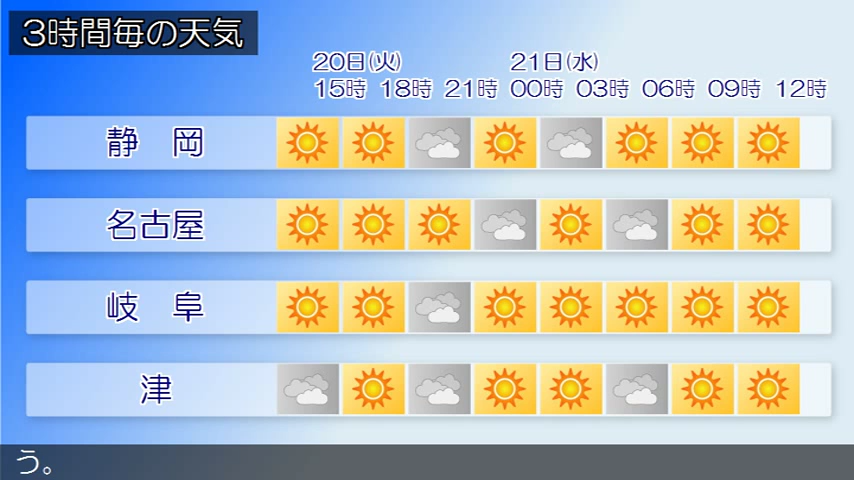 3時間毎の天気
20日(火) 21日(水)
15時 18時 21時 00時 03時 06時 09時 12時
静　岡
名古屋
岐　阜
津
う。